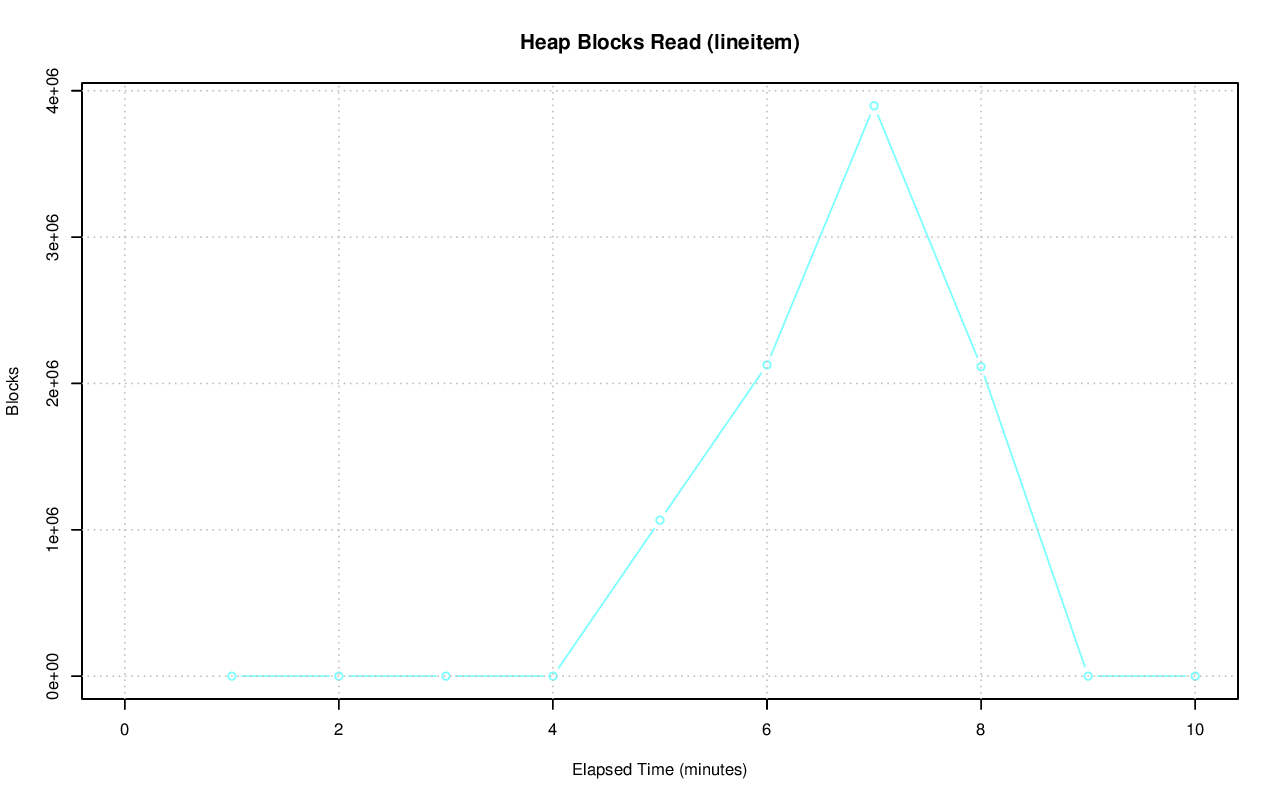 Heap Blocks Read (lineitem)
4e+06
3e+06
2e+06
1e+06
0e+00
Blocks
0 2 4 6 8 10
Elapsed Time (minutes)